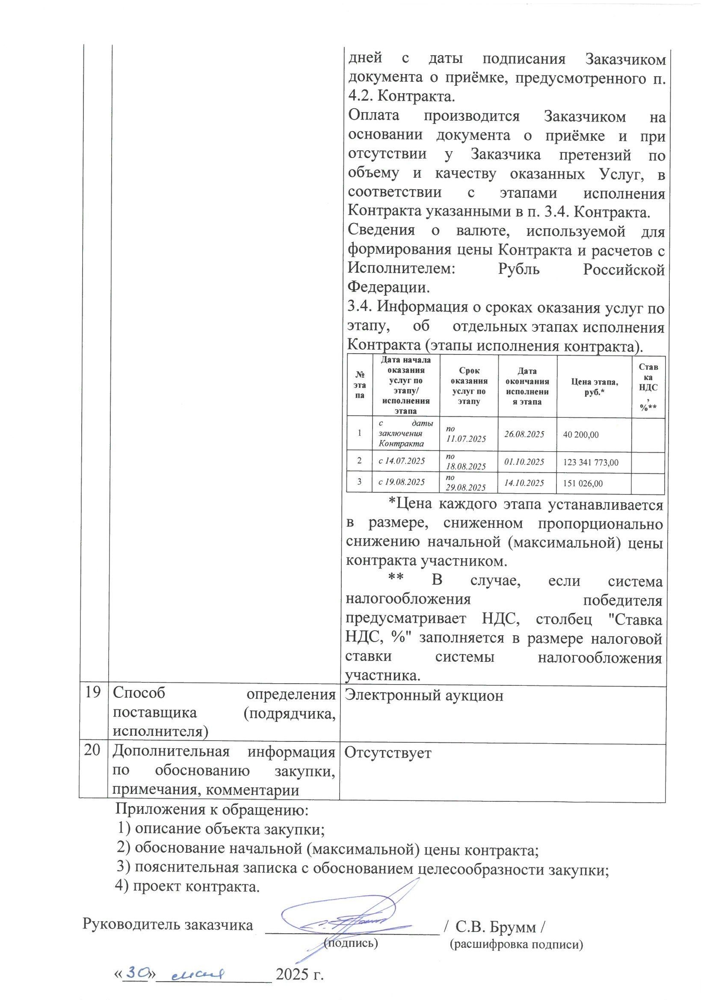 дней с даты подписания Заказчиком
документа о приёмке, предусмотренного п.
4.2. Контракта.
Оплата производится Заказчиком на
основании документа о приёмке и при
отсутствии у Заказчика претензий по
объему и качеству оказанных Услуг, в
соответствии с этапами исполнения
Контракта указанными в п. 3.4. Контракта.
Сведения о валюте, используемой для
формирования цены Контракта и расчетов с
Исполнителем: Рубль Российской
Федерации.
3.4. Информация о сроках оказания услуг по
этапу, об отдельных этапах исполнения
Контракта (этапы исполнения контракта).
№
эта
па
Дата начала
оказания
услуг по
этапу/
исполнения
этапа
Срок
оказания
услуг по
этапу
Дата
окончания
исполнени
я этапа
Цена этапа,
руб.*
Став
ка
НДС
,
%**
1
с даты
заключения
Контракта
по
11.07.2025
26.08.2025
40 200,00
2
с 14.07.2025
по
18.08.2025
01.10.2025
123 341 773,00
3
с 19.08.2025
по
29.08.2025
14.10.2025
151 026,00
*Цена каждого этапа устанавливается
в размере, сниженном пропорционально
снижению начальной (максимальной) цены
контракта участником.
** В случае, если система
налогообложения победителя
предусматривает НДС, столбец "Ставка
НДС, %" заполняется в размере налоговой
ставки системы налогообложения
участника.
19
Способ определения
поставщика (подрядчика,
исполнителя)
Электронный аукцион
20
Дополнительная информация
по обоснованию закупки,
примечания, комментарии
Отсутствует
Приложения к обращению:
1) описание объекта закупки;
2) обоснование начальной (максимальной) цены контракта;
3) пояснительная записка с обоснованием целесообразности закупки;
4) проект контракта.
Руководитель заказчика / С.В. Брумм /
(подпись) (расшифровка подписи)
«30» мая 2025 г.